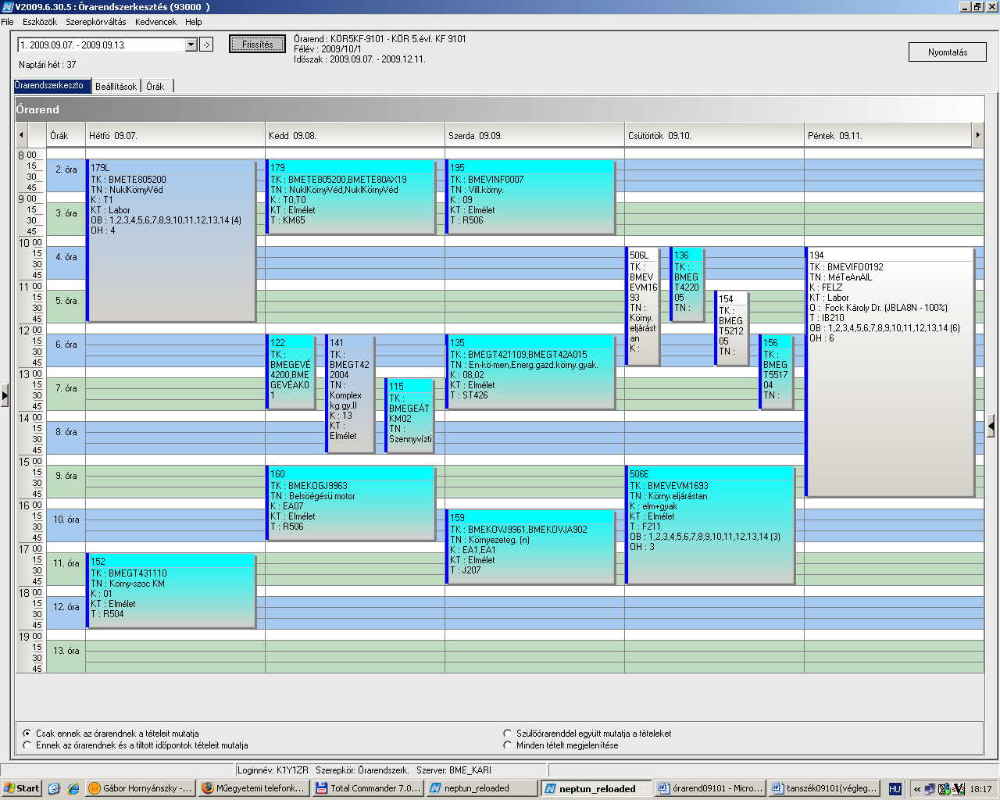 V2009.6.30.5 : Órarendszerkesztés (93000 )
File Eszközök Szerepkörváltás Kedvencek Help
1. 2009.09.07. - 2009.09.13.
->
Frissítés
Órarend : KÖR5KF-9101 - KÖR 5.évf. KF 9101
Félév : 2009/10/1
Időszak : 2009.09.07. - 2009.12.11.
Nyomtatás
Naptári hét : 37
Órarendszerkeszto Beállítások Órák
Órarend
Órák Hétfő 09.07. Kedd 09.08. Szerda 09.09. Csütörtök 09.10. Péntek 09.11.
8 00
15
30
45
2. óra
9 00
15
30
45
3. óra
10 00
15
30
45
4. óra
11 00
15
30
45
5. óra
12 00
15
30
45
6. óra
13 00
15
30
45
7. óra
14 00
15
30
45
8. óra
15 00
15
30
45
9. óra
16 00
15
30
45
10. óra
17 00
15
30
45
11. óra
18 00
15
30
45
12. óra
19 00
15
30
45
13. óra
179L
TK : BMETE805200
TN : NuklKörnyVéd
K : T1
KT : Labor
OB : 1,2,3,4,5,6,7,8,9,10,11,12,13,14 (4)
OH : 4
152
TK : BMEGT431110
TN : Körny-szoc KM
K : 01
KT : Elmélet
T : R504
179
TK : BMETE805200,BMETE80AX19
TN : NuklKörnyVéd,NuklKörnyVéd
K : T0,T0
KT : Elmélet
T : KM65
122
TK :
BMEGEVÉ
4200,BME
GEVÉAK0
1
141
TK :
BMEGT42
2004
TN :
Komplex
kg.gy.II
K : 13
KT :
Elmélet
115
TK :
BMEGEÁT
KM02
TN :
Szennyvízti
160
TK : BMEKOGJ9963
TN : Belsőégésű motor
K : EA07
KT : Elmélet
T : R506
195
TK : BMEVINF0007
TN : Vill.körny.
K : 09
KT : Elmélet
T : R506
135
TK : BMEGT421109,BMEGT42A015
TN : En-kö-men,Energ.gazd.körny.gyak.
K : 08,02
KT : Elmélet
T : ST426
159
TK : BMEKOVJ9961,BMEKOVJA902
TN : Környezeteg. (n)
K : EA1,EA1
KT : Elmélet
T : J207
506L
TK :
BMEV
EVM16
93
TN :
Körny.
eljárást
an
K :
136
TK :
BMEG
T4220
05
TN :
154
TK :
BMEG
T5212
05
TN :
156
TK :
BMEG
T5517
04
TN :
506E
TK : BMEVEVM1693
TN : Körny.eljárástan
K : elm+gyak
KT : Elmélet
T : F211
OB : 1,2,3,4,5,6,7,8,9,10,11,12,13,14 (3)
OH : 3
194
TK : BMEVIFO0192
TN : MéTeAnAlL
K : FELZ
KT : Labor
O : Fock Károly Dr. (JBLA8N - 100%)
T : IB210
OB : 1,2,3,4,5,6,7,8,9,10,11,12,13,14 (6)
OH : 6
Csak ennek az órarendnek a tételeit mutatja
Ennek az órarendnek és a tiltott időpontok tételeit mutatja
Szülőórarenddel együtt mutatja a tételeket
Minden tételt megjelenítése
Loginnév: K1Y1ZR Szerepkör: Órarendszerk. Szerver: BME_KARI
Start Gábor Hornyánszky -... Műegyetemi telefonk... Total Commander 7.0... neptun_reloaded neptun_reloaded órarend09101 - Micro... tanszék09101(végleg... HU « 18:17